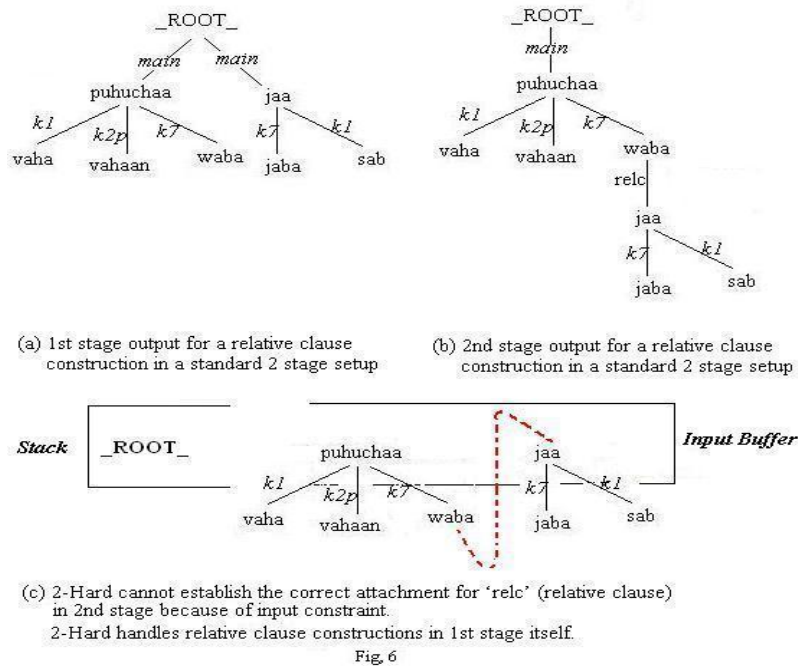 _ROOT_
main main
puhuchaa jaa
k1 k2p k7 k7 k1
vaha vahaan waba jaba sab
_ROOT_
main
puhuchaa
k1 k2p k7
vaha vahaan waba
relc
jaa
k7 k1
jaba sab
(a) 1st stage output for a relative clause
construction in a standard 2 stage setup
(b) 2nd stage output for a relative clause
construction in a standard 2 stage setup
Stack _ROOT_ Input Buffer
puhuchaa jaa
k1 k2p k7 k7 k1
vaha vahaan waba jaba sab
(c) 2-Hard cannot establish the correct attachment for ‘relc’ (relative clause)
in 2nd stage because of input constraint.
2-Hard handles relative clause constructions in 1st stage itself.
Fig, 6